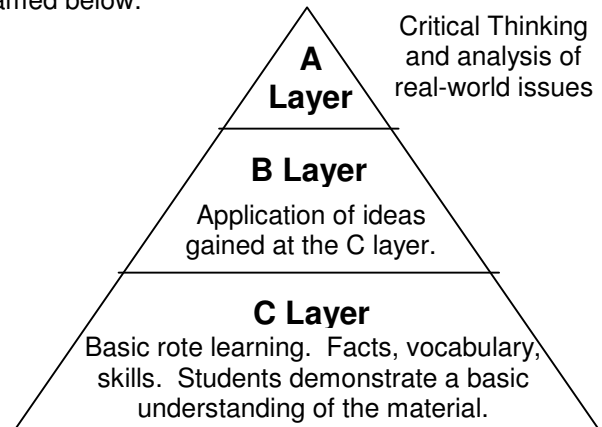 below.
Critical Thinking
and analysis of
real-world issues
A
Layer
B Layer
Application of ideas
gained at the C layer.
C Layer
Basic rote learning.  Facts, vocabulary,
skills.  Students demonstrate a basic
understanding of the material.